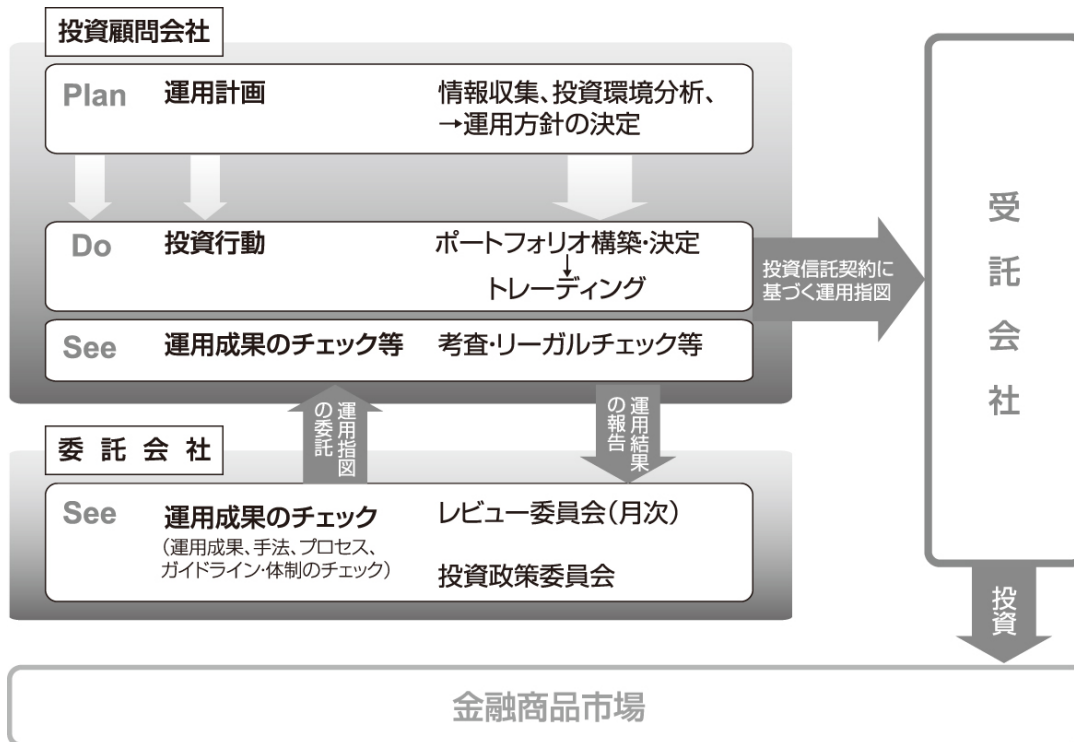 投資顧問会社
Plan 運用計画 情報収集、投資環境分析、
→運用方針の決定
Do 投資行動 ポートフォリオ構築・決定
トレーディング
See 運用成果のチェック等 考査・リーガルチェック等
投資信託契約に
基づく運用指図
受託会社
運用指図
の委託
運用結果
の報告
委託会社
See 運用成果のチェック レビュー委員会(月次)
(運用成果、手法、プロセス、
ガイドライン・体制のチェック)
投資政策委員会
投資
金融商品市場